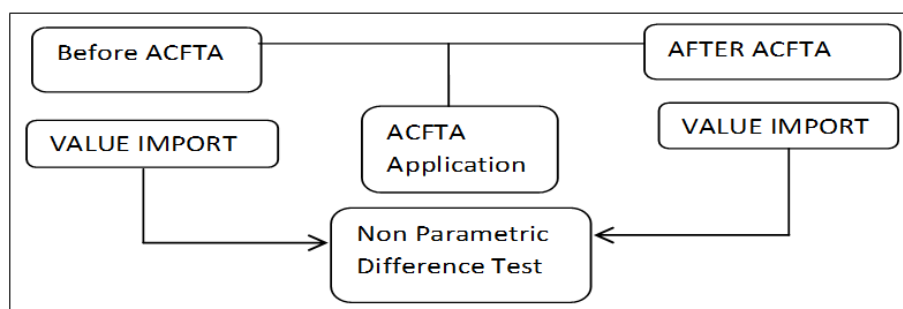 Before ACFTA
AFTER ACFTA
ACFTA
Application
VALUE IMPORT
VALUE IMPORT
Non Parametric
Difference Test